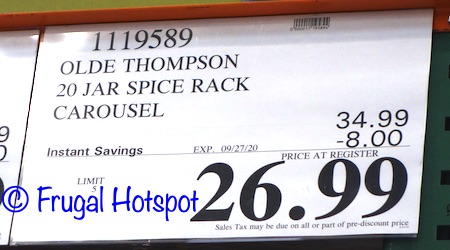 1119589
OLDE THOMPSON
20 JAR SPICE RACK
CAROUSEL
34.99
-8.00
Instant Savings EXP. 09/27/20
PRICE AT REGISTER
LIMIT
5
26.99
Sales Tax may be due on all or part of pre-discount price
© Frugal Hotspot